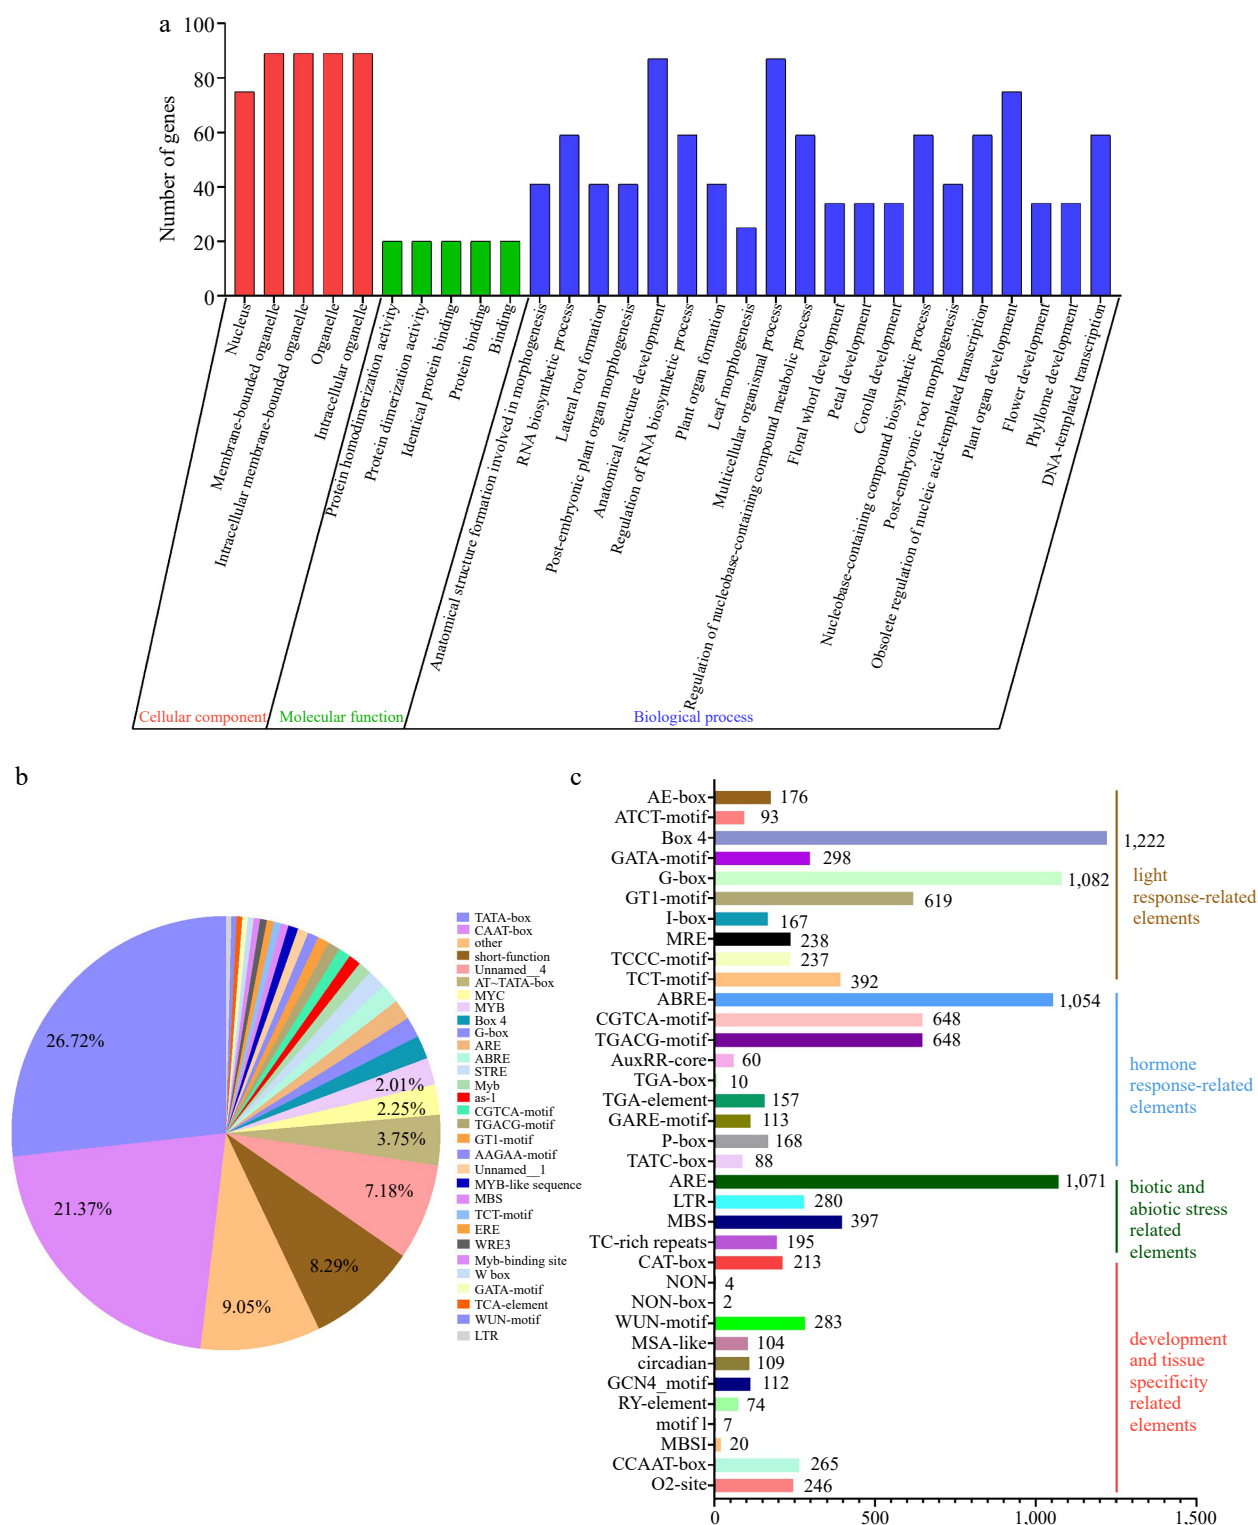 a
100
80
60
40
20
0
Number of genes
Nucleus
Membrane-bounded organelle
Intracellular membrane-bounded organelle
Organelle
Intracellular organelle
Protein homodimerization activity
Protein dimerization activity
Identical protein binding
Protein binding
Binding
Anatomical structure formation involved in morphogenesis
RNA biosynthetic process
Lateral root formation
Post-embryonic plant organ morphogenesis
Anatomical structure development
Regulation of RNA biosynthetic process
Plant organ formation
Leaf morphogenesis
Multicellular organismal process
Regulation of nucleobase-containing compound metabolic process
Floral whorl development
Petal development
Corolla development
Nucleobase-containing compound biosynthetic process
Post-embryonic root morphogenesis
Obsolete regulation of nucleic acid-templated transcription
Plant organ development
Flower development
Phyllome development
DNA-templated transcription
Cellular component
Molecular function
Biological process
b
26.72%
21.37%
9.05%
8.29%
7.18%
3.75%
2.25%
2.01%
TATA-box
CAAT-box
other
short-function
Unnamed__4
AT~TATA-box
MYC
MYB
Box 4
G-box
ARE
ABRE
STRE
Myb
as-1
CGTCA-motif
TGACG-motif
GT1-motif
AAGAA-motif
Unnamed__1
MYB-like sequence
MBS
TCT-motif
ERE
WRE3
Myb-binding site
W box
GATA-motif
TCA-element
WUN-motif
LTR
c
AE-box 176
ATCT-motif 93
Box 4 1,222
GATA-motif 298
G-box 1,082
GT1-motif 619
I-box 167
MRE 238
TCCC-motif 237
TCT-motif 392
light
response-related
elements
ABRE 1,054
CGTCA-motif 648
TGACG-motif 648
AuxRR-core 60
TGA-box 10
TGA-element 157
GARE-motif 113
P-box 168
TATC-box 88
hormone
response-related
elements
ARE 1,071
LTR 280
MBS 397
TC-rich repeats 195
biotic and
abiotic stress
related
elements
CAT-box 213
NON 4
NON-box 2
WUN-motif 283
MSA-like 104
circadian 109
GCN4_motif 112
RY-element 74
motif l 7
MBSI 20
CCAAT-box 265
O2-site 246
development
and tissue
specificity
related
elements
0 500 1,000 1,500